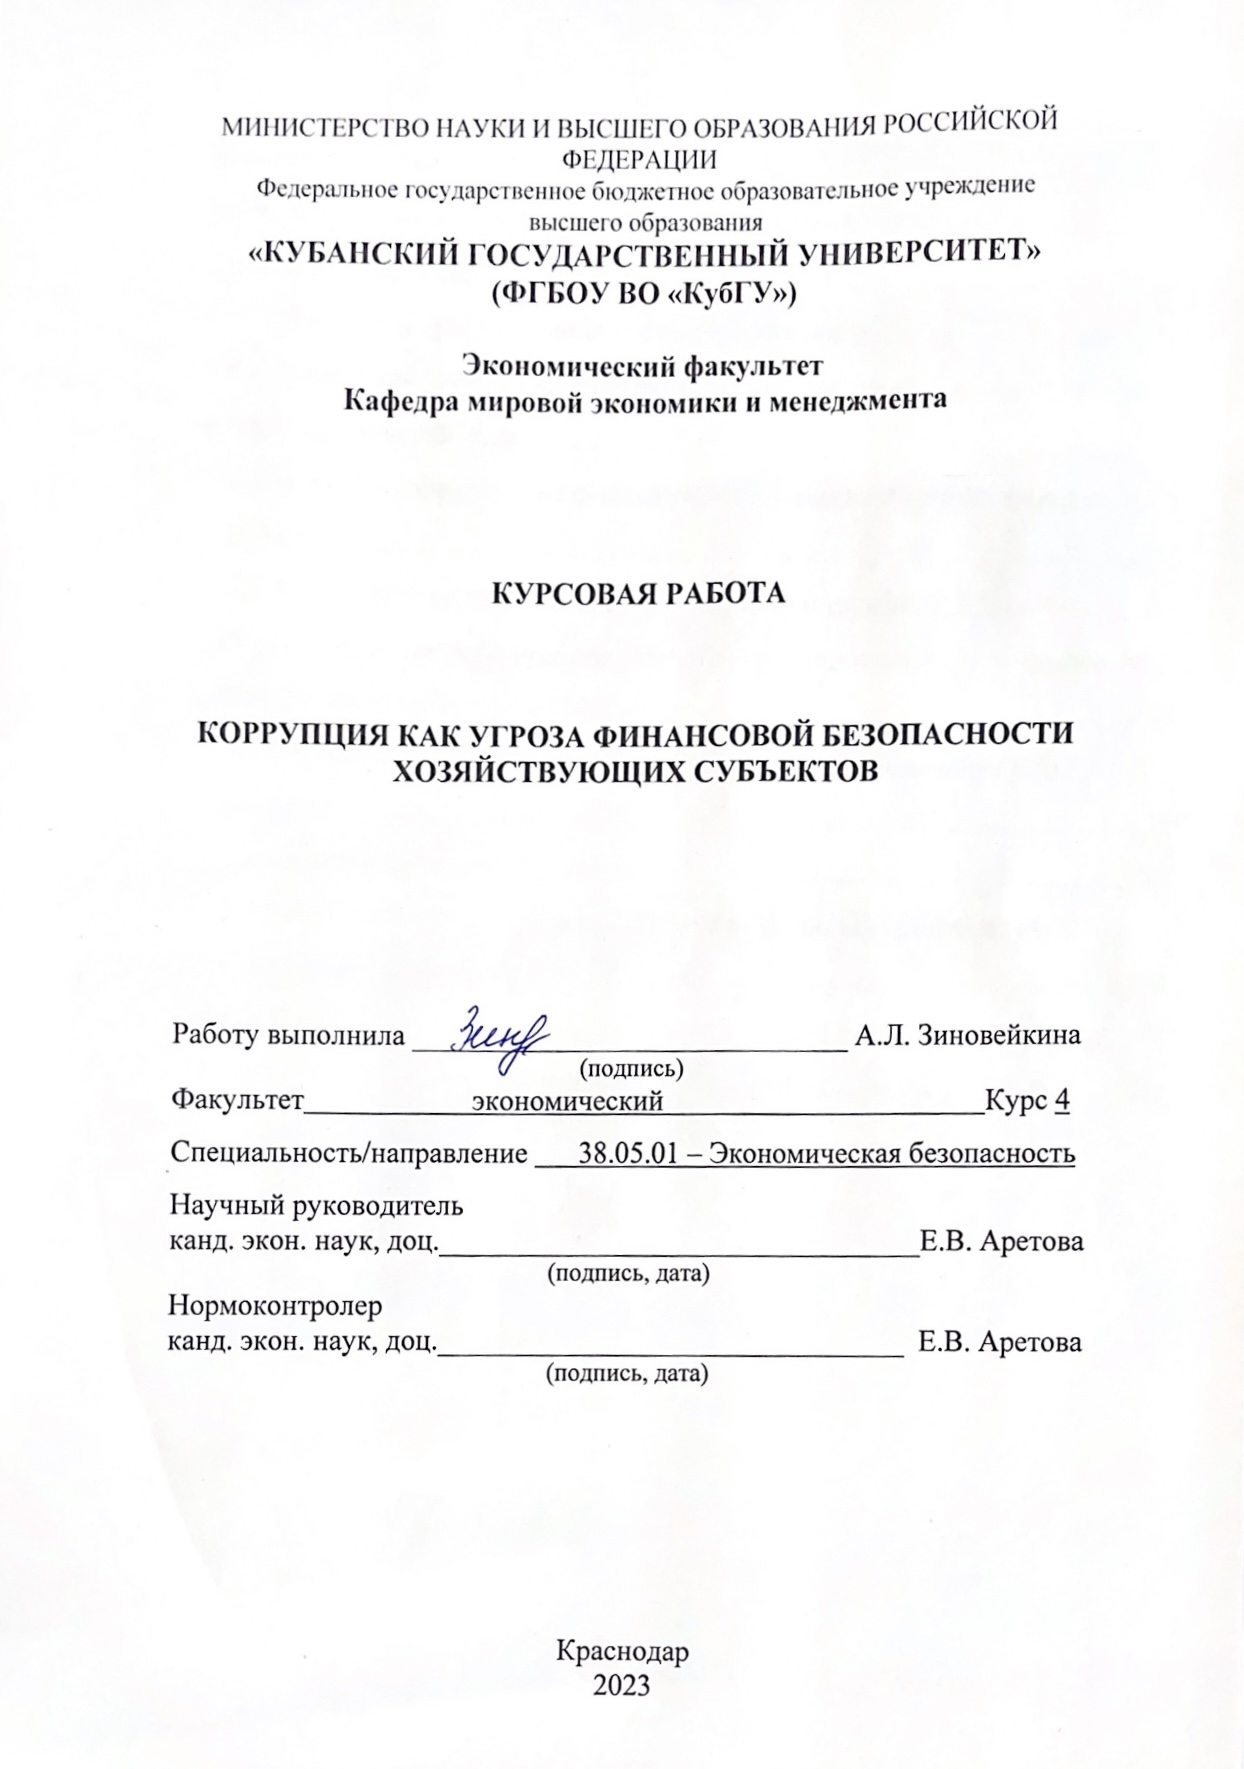 МИНИСТЕРСТВО НАУКИ И ВЫСШЕГО ОБРАЗОВАНИЯ РОССИЙСКОЙ
ФЕДЕРАЦИИ
Федеральное государственное бюджетное образовательное учреждение
высшего образования
«КУБАНСКИЙ ГОСУДАРСТВЕННЫЙ УНИВЕРСИТЕТ»
(ФГБОУ ВО «КубГУ»)
Экономический факультет
Кафедра мировой экономики и менеджмента
КУРСОВАЯ РАБОТА
КОРРУПЦИЯ КАК УГРОЗА ФИНАНСОВОЙ БЕЗОПАСНОСТИ
ХОЗЯЙСТВУЮЩИХ СУБЪЕКТОВ
Работу выполнила А.Л. Зиновейкина
(подпись)
Факультет экономический Курс 4
Специальность/направление 38.05.01 – Экономическая безопасность
Научный руководитель
канд. экон. наук, доц. Е.В. Аретова
(подпись, дата)
Нормоконтролер
канд. экон. наук, доц. Е.В. Аретова
(подпись, дата)
Краснодар
2023